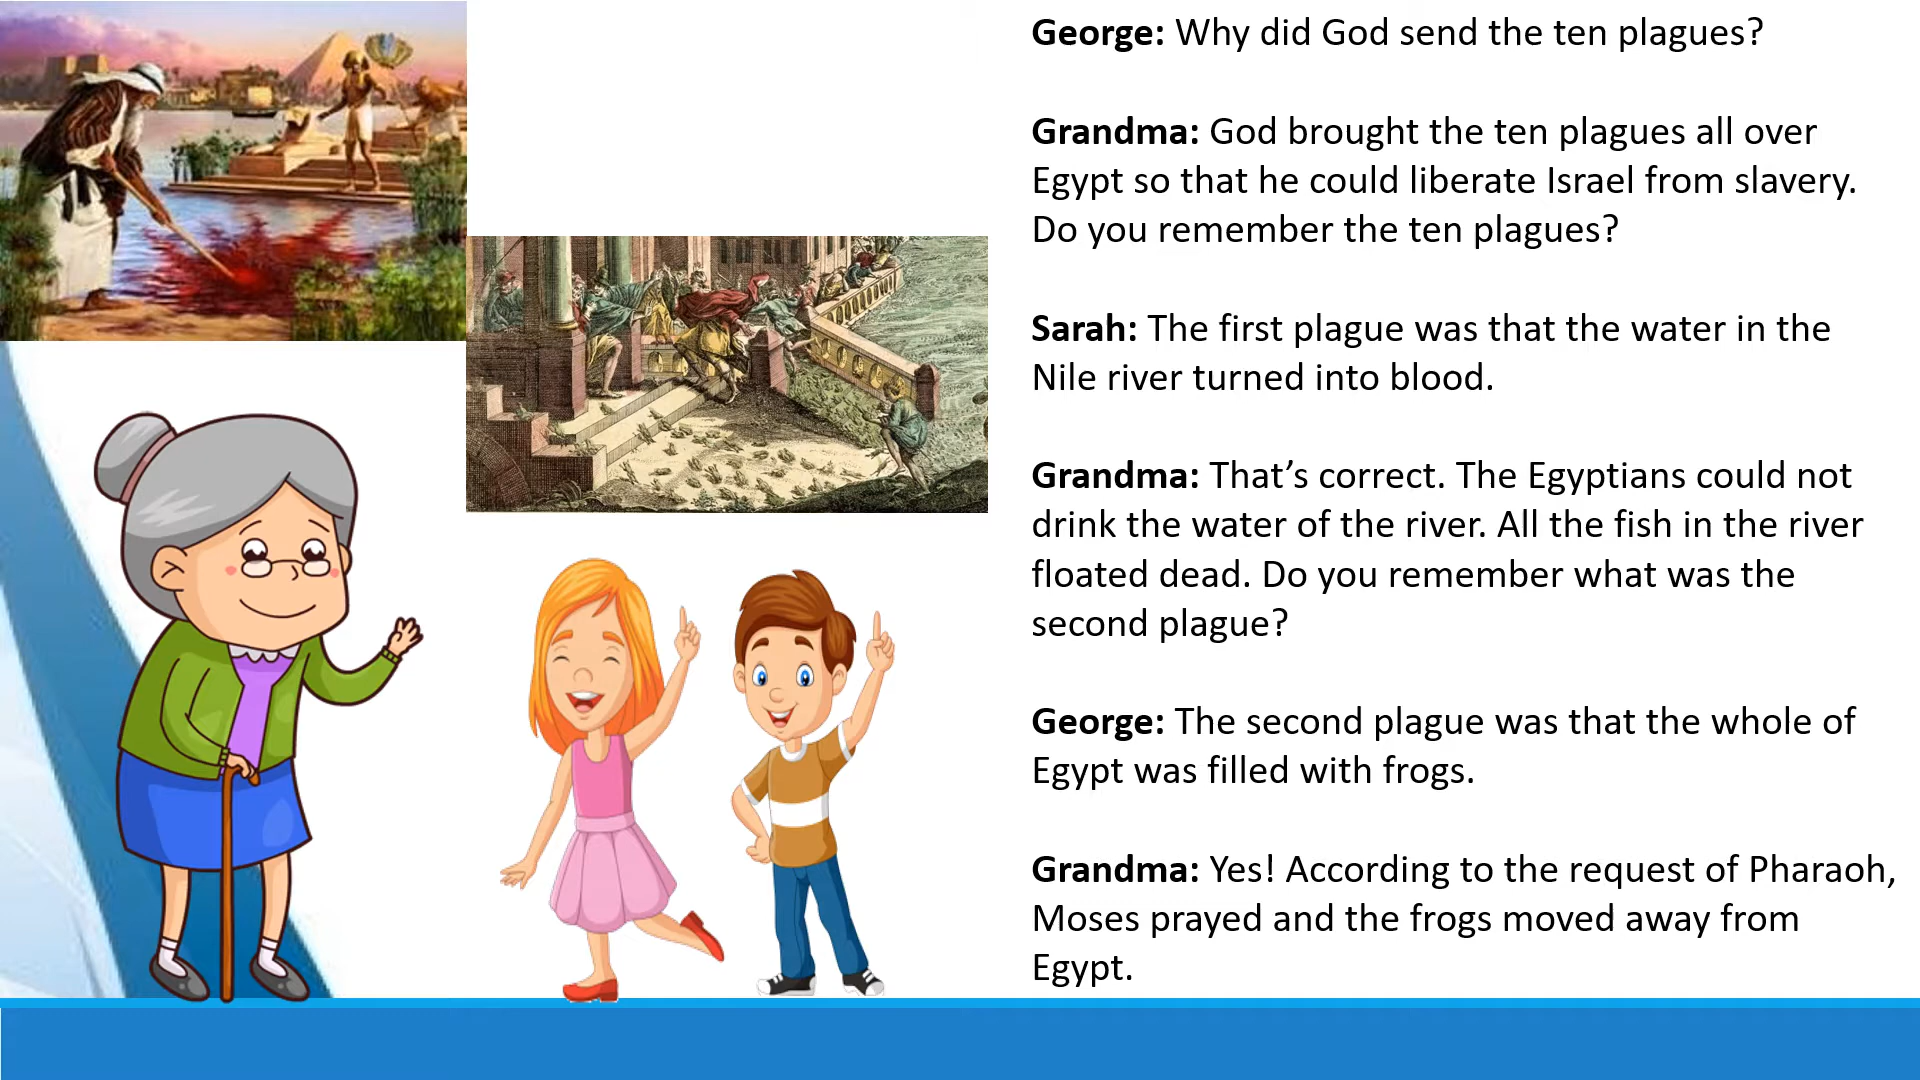 George: Why did God send the ten plagues?
Grandma: God brought the ten plagues all over
Egypt so that he could liberate Israel from slavery.
Do you remember the ten plagues?
Sarah: The first plague was that the water in the
Nile river turned into blood.
Grandma: That’s correct. The Egyptians could not
drink the water of the river. All the fish in the river
floated dead. Do you remember what was the
second plague?
George: The second plague was that the whole of
Egypt was filled with frogs.
Grandma: Yes! According to the request of Pharaoh,
Moses prayed and the frogs moved away from
Egypt.